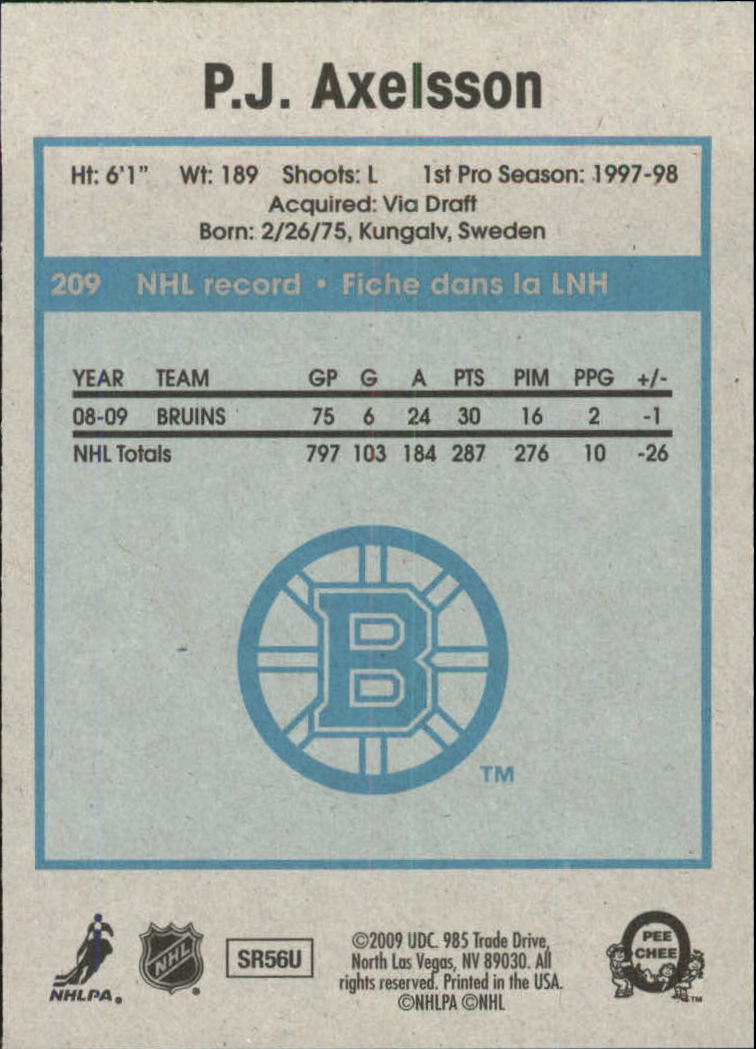 P.J. Axelsson
Ht: 6'1" Wt: 189 Shoots: L 1st Pro Season: 1997-98
Acquired: Via Draft
Born: 2/26/75, Kungalv, Sweden
209 NHL record • Fiche dans la LNH
YEAR TEAM GP G A PTS PIM PPG +/-
08-09 BRUINS 75 6 24 30 16 2 -1
NHL Totals 797 103 184 287 276 10 -26
B
TM
NHLPA®
NHL®
SR56U
©2009 UDC. 985 Trade Drive,
North Las Vegas, NV 89030. All
rights reserved. Printed in the USA.
©NHLPA ©NHL
O
PEE
CHEE
TM